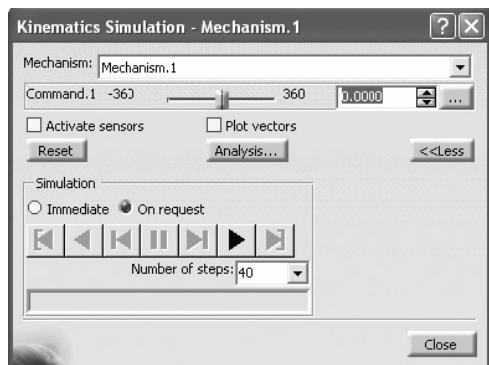 Kinematics Simulation - Mechanism.1
Mechanism: Mechanism.1
Command.1 -360 360 0.0000 ...
Activate sensors Plot vectors
Reset Analysis... <<Less
Simulation
Immediate On request
Number of steps: 40
Close